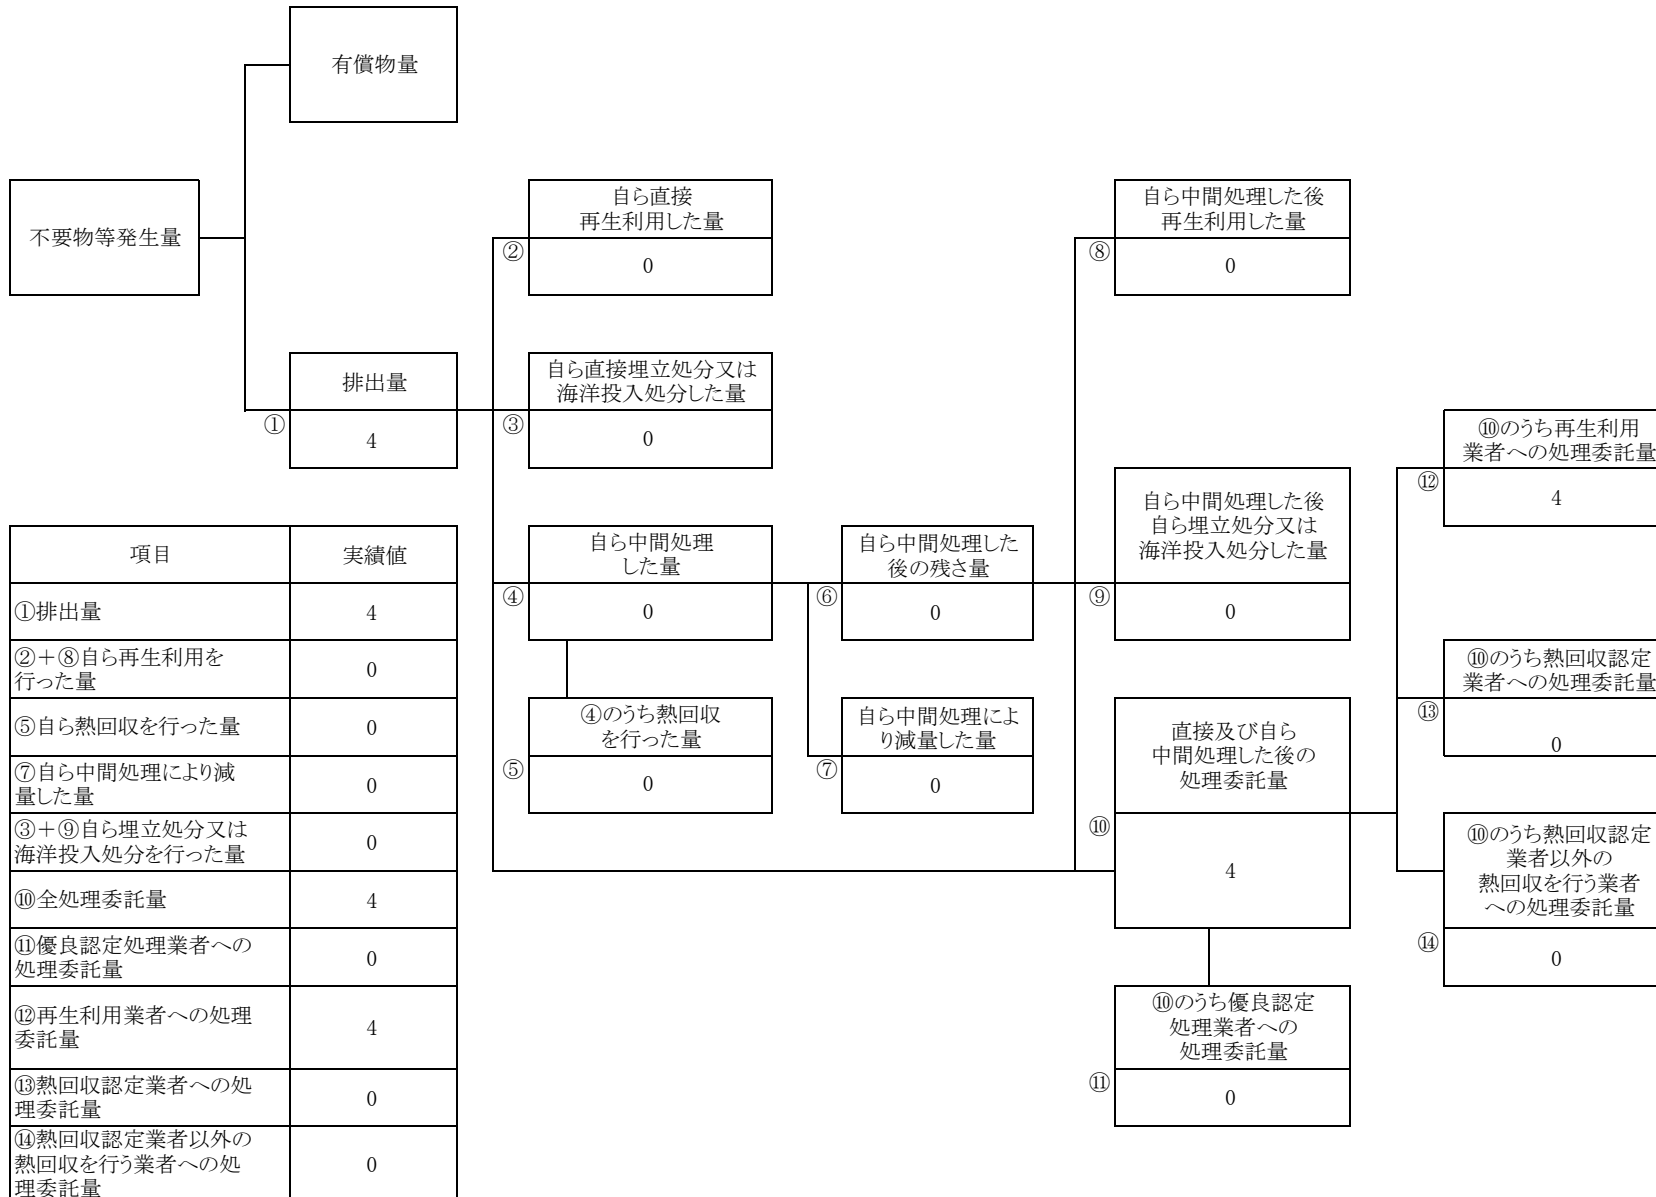 有償物量
不要物等発生量
排出量
①
4
自ら直接
再生利用した量
②
0
自ら直接埋立処分又は
海洋投入処分した量
③
0
自ら中間処理
した量
④
0
④のうち熱回収
を行った量
⑤
0
自ら中間処理した
後の残さ量
⑥
0
自ら中間処理によ
り減量した量
⑦
0
自ら中間処理した後
再生利用した量
⑧
0
自ら中間処理した後
自ら埋立処分又は
海洋投入処分した量
⑨
0
直接及び自ら
中間処理した後の
処理委託量
⑩
4
⑩のうち優良認定
処理業者への
処理委託量
⑪
0
⑩のうち再生利用
業者への処理委託量
⑫
4
⑩のうち熱回収認定
業者への処理委託量
⑬
0
⑩のうち熱回収認定
業者以外の
熱回収を行う業者
への処理委託量
⑭
0
項目 実績値
①排出量 4
②+⑧自ら再生利用を
行った量 0
⑤自ら熱回収を行った量 0
⑦自ら中間処理により減
量した量 0
③+⑨自ら埋立処分又は
海洋投入処分を行った量 0
⑩全処理委託量 4
⑪優良認定処理業者への
処理委託量 0
⑫再生利用業者への処理
委託量 4
⑬熱回収認定業者への処
理委託量 0
⑭熱回収認定業者以外の
熱回収を行う業者への処
理委託量 0